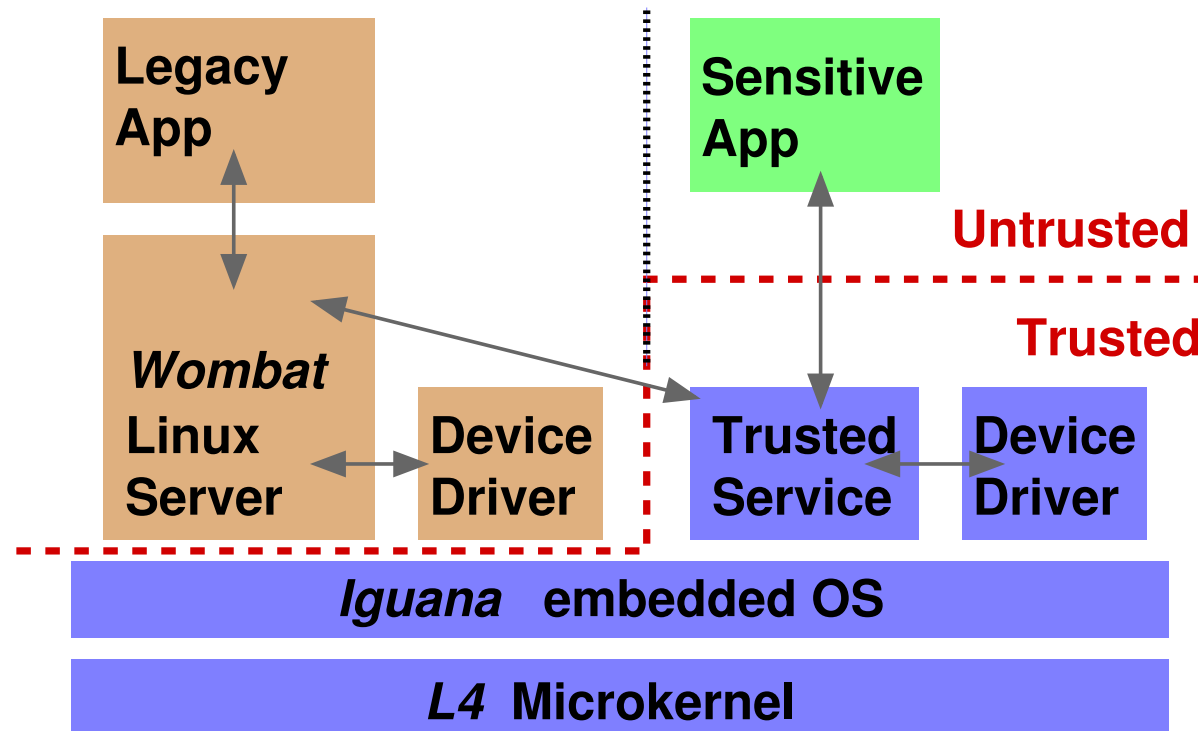 Legacy
App
Sensitive
App
Untrusted
Trusted
Wombat
Linux
Server
Device
Driver
Trusted
Service
Device
Driver
Iguana embedded OS
L4 Microkernel